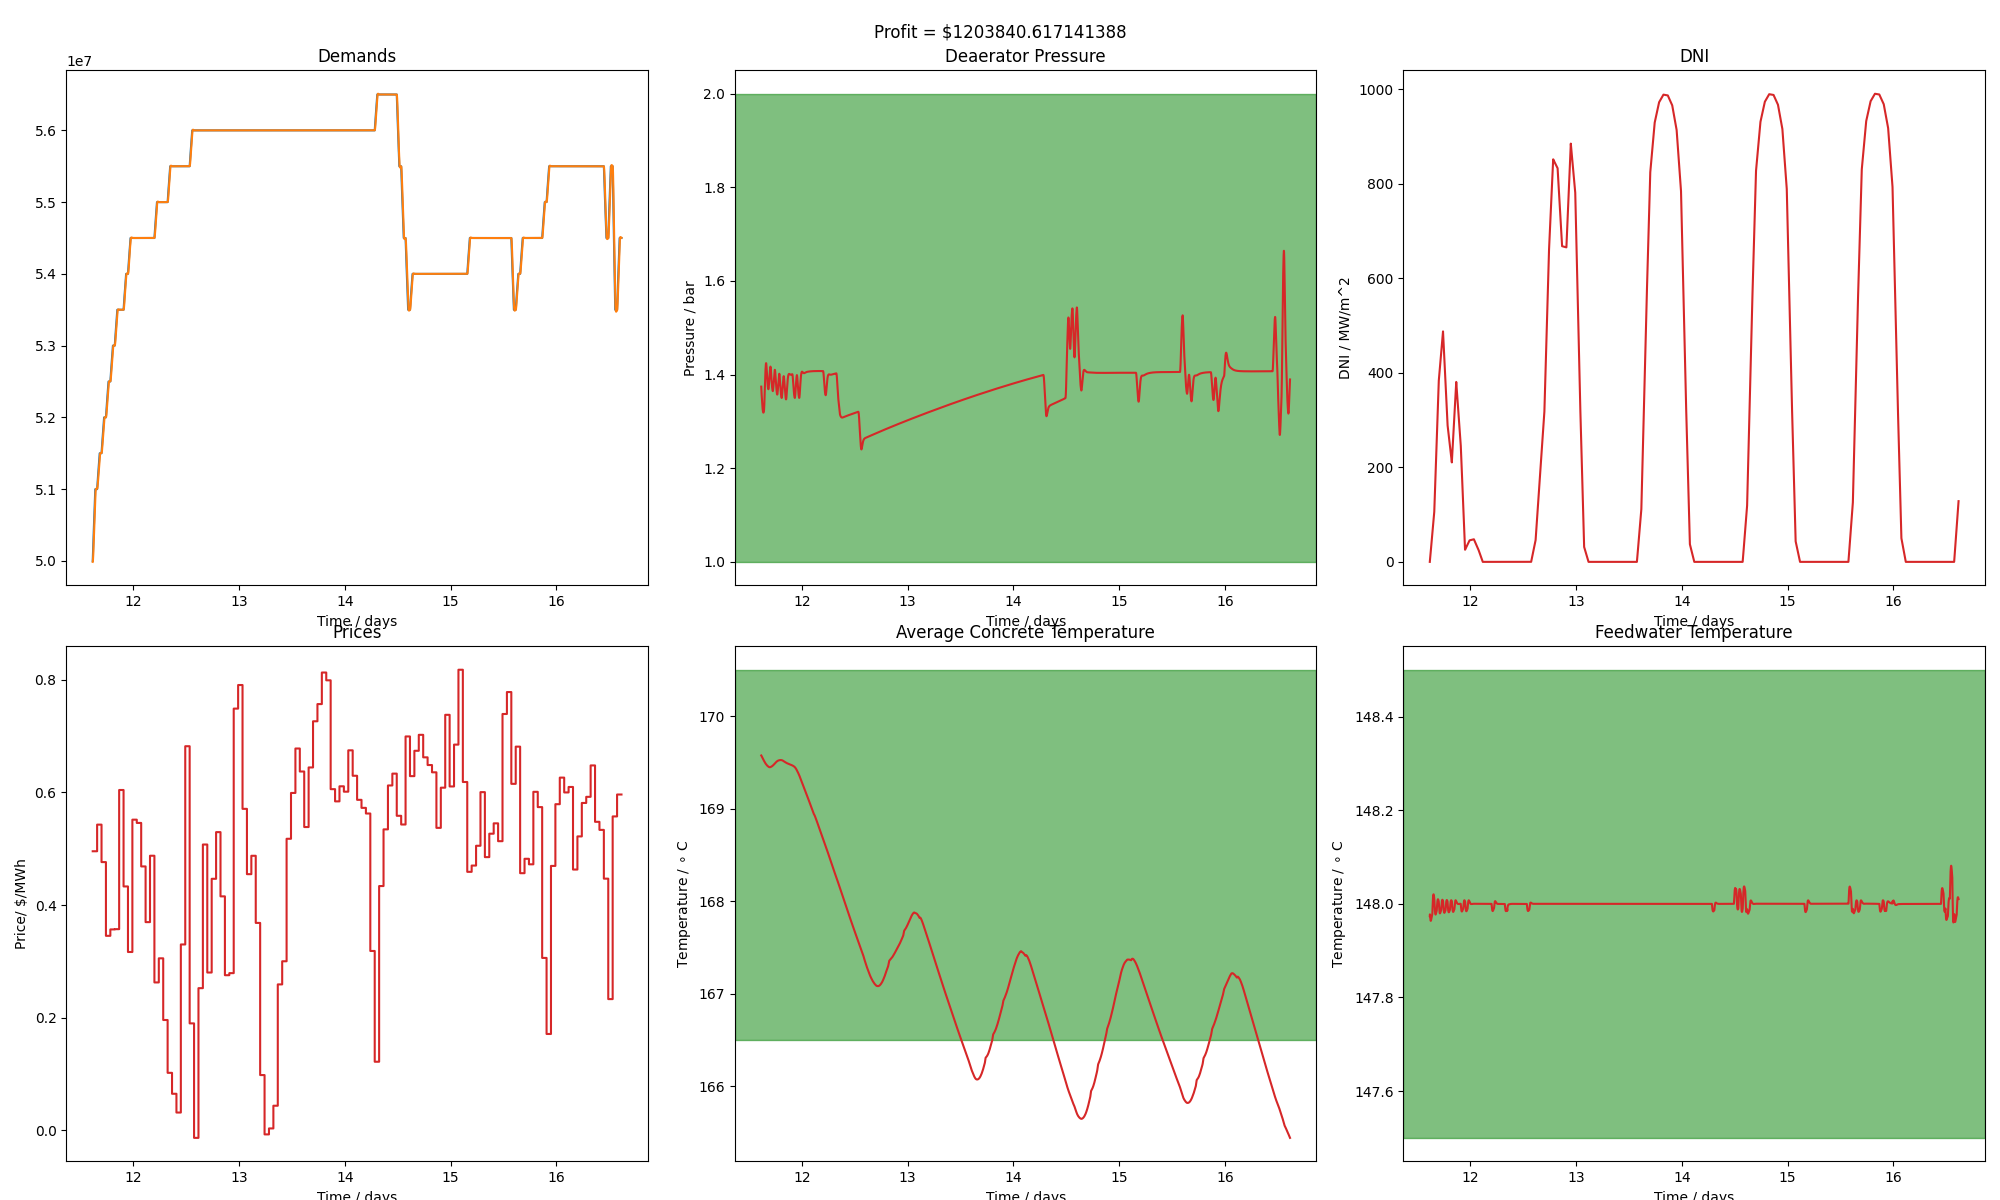 Profit = $1203840.617141388
Demands
1e7
5.6
5.5
5.4
5.3
5.2
5.1
5.0
12 13 14 15 16
Time / days
Deaerator Pressure
Pressure / bar
2.0
1.8
1.6
1.4
1.2
1.0
12 13 14 15 16
Time / days
DNI
DNI / MW/m^2
1000
800
600
400
200
0
12 13 14 15 16
Time / days
Prices
Price/ $/MWh
0.8
0.6
0.4
0.2
0.0
12 13 14 15 16
Time / days
Average Concrete Temperature
Temperature / ∘ C
170
169
168
167
166
12 13 14 15 16
Time / days
Feedwater Temperature
Temperature / ∘ C
148.4
148.2
148.0
147.8
147.6
12 13 14 15 16
Time / days